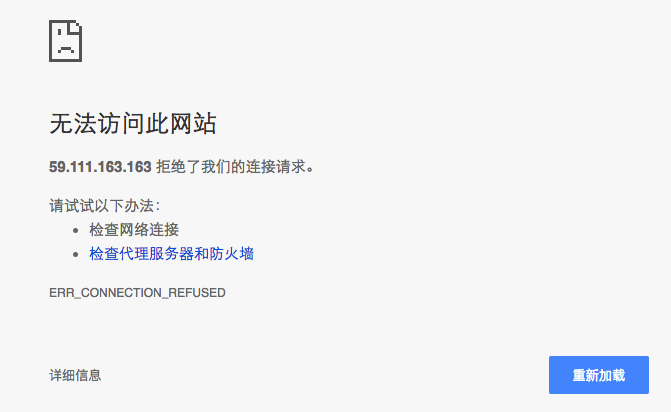 无法访问此网站
59.111.163.163 拒绝了我们的连接请求。
请试试以下办法：
• 检查网络连接
• 检查代理服务器和防火墙
ERR_CONNECTION_REFUSED
详细信息
重新加载